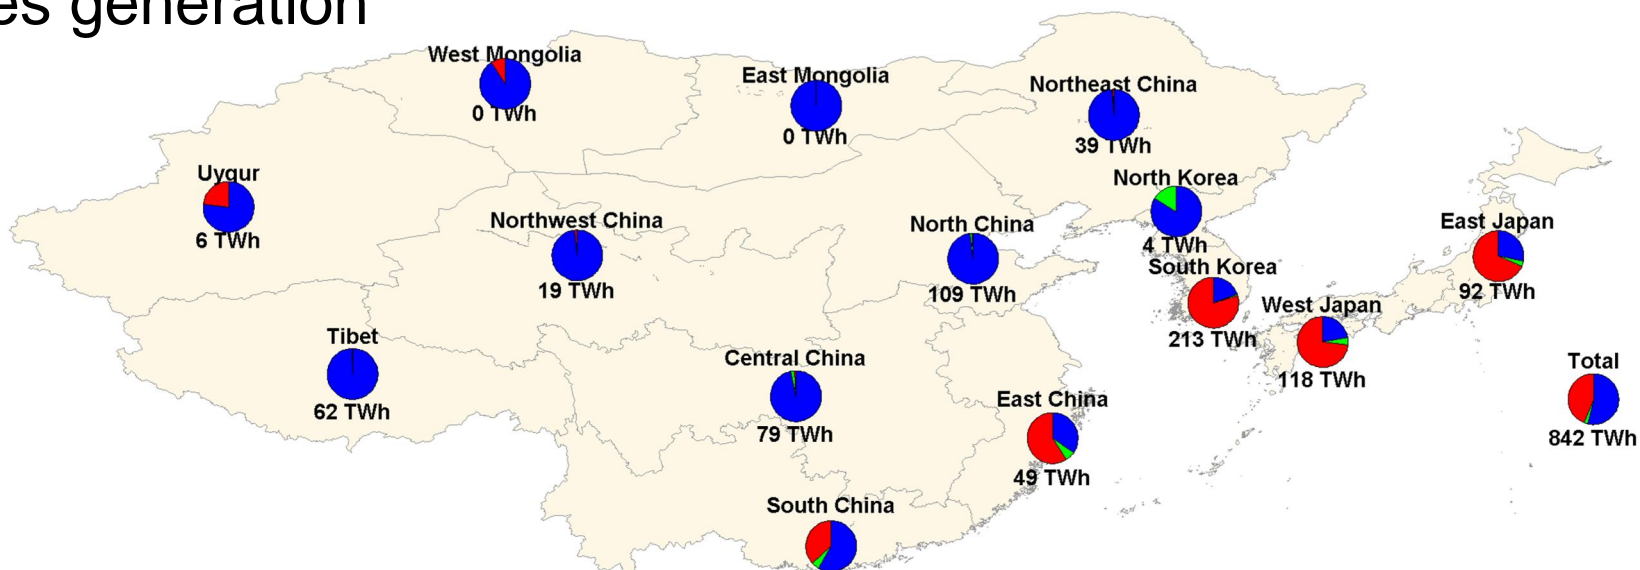 es generation
West Mongolia
0 TWh
East Mongolia
0 TWh
Northeast China
39 TWh
Uygur
6 TWh
North Korea
4 TWh
Northwest China
19 TWh
North China
109 TWh
East Japan
92 TWh
South Korea
213 TWh
West Japan
118 TWh
Tibet
62 TWh
Central China
79 TWh
Total
842 TWh
East China
49 TWh
South China